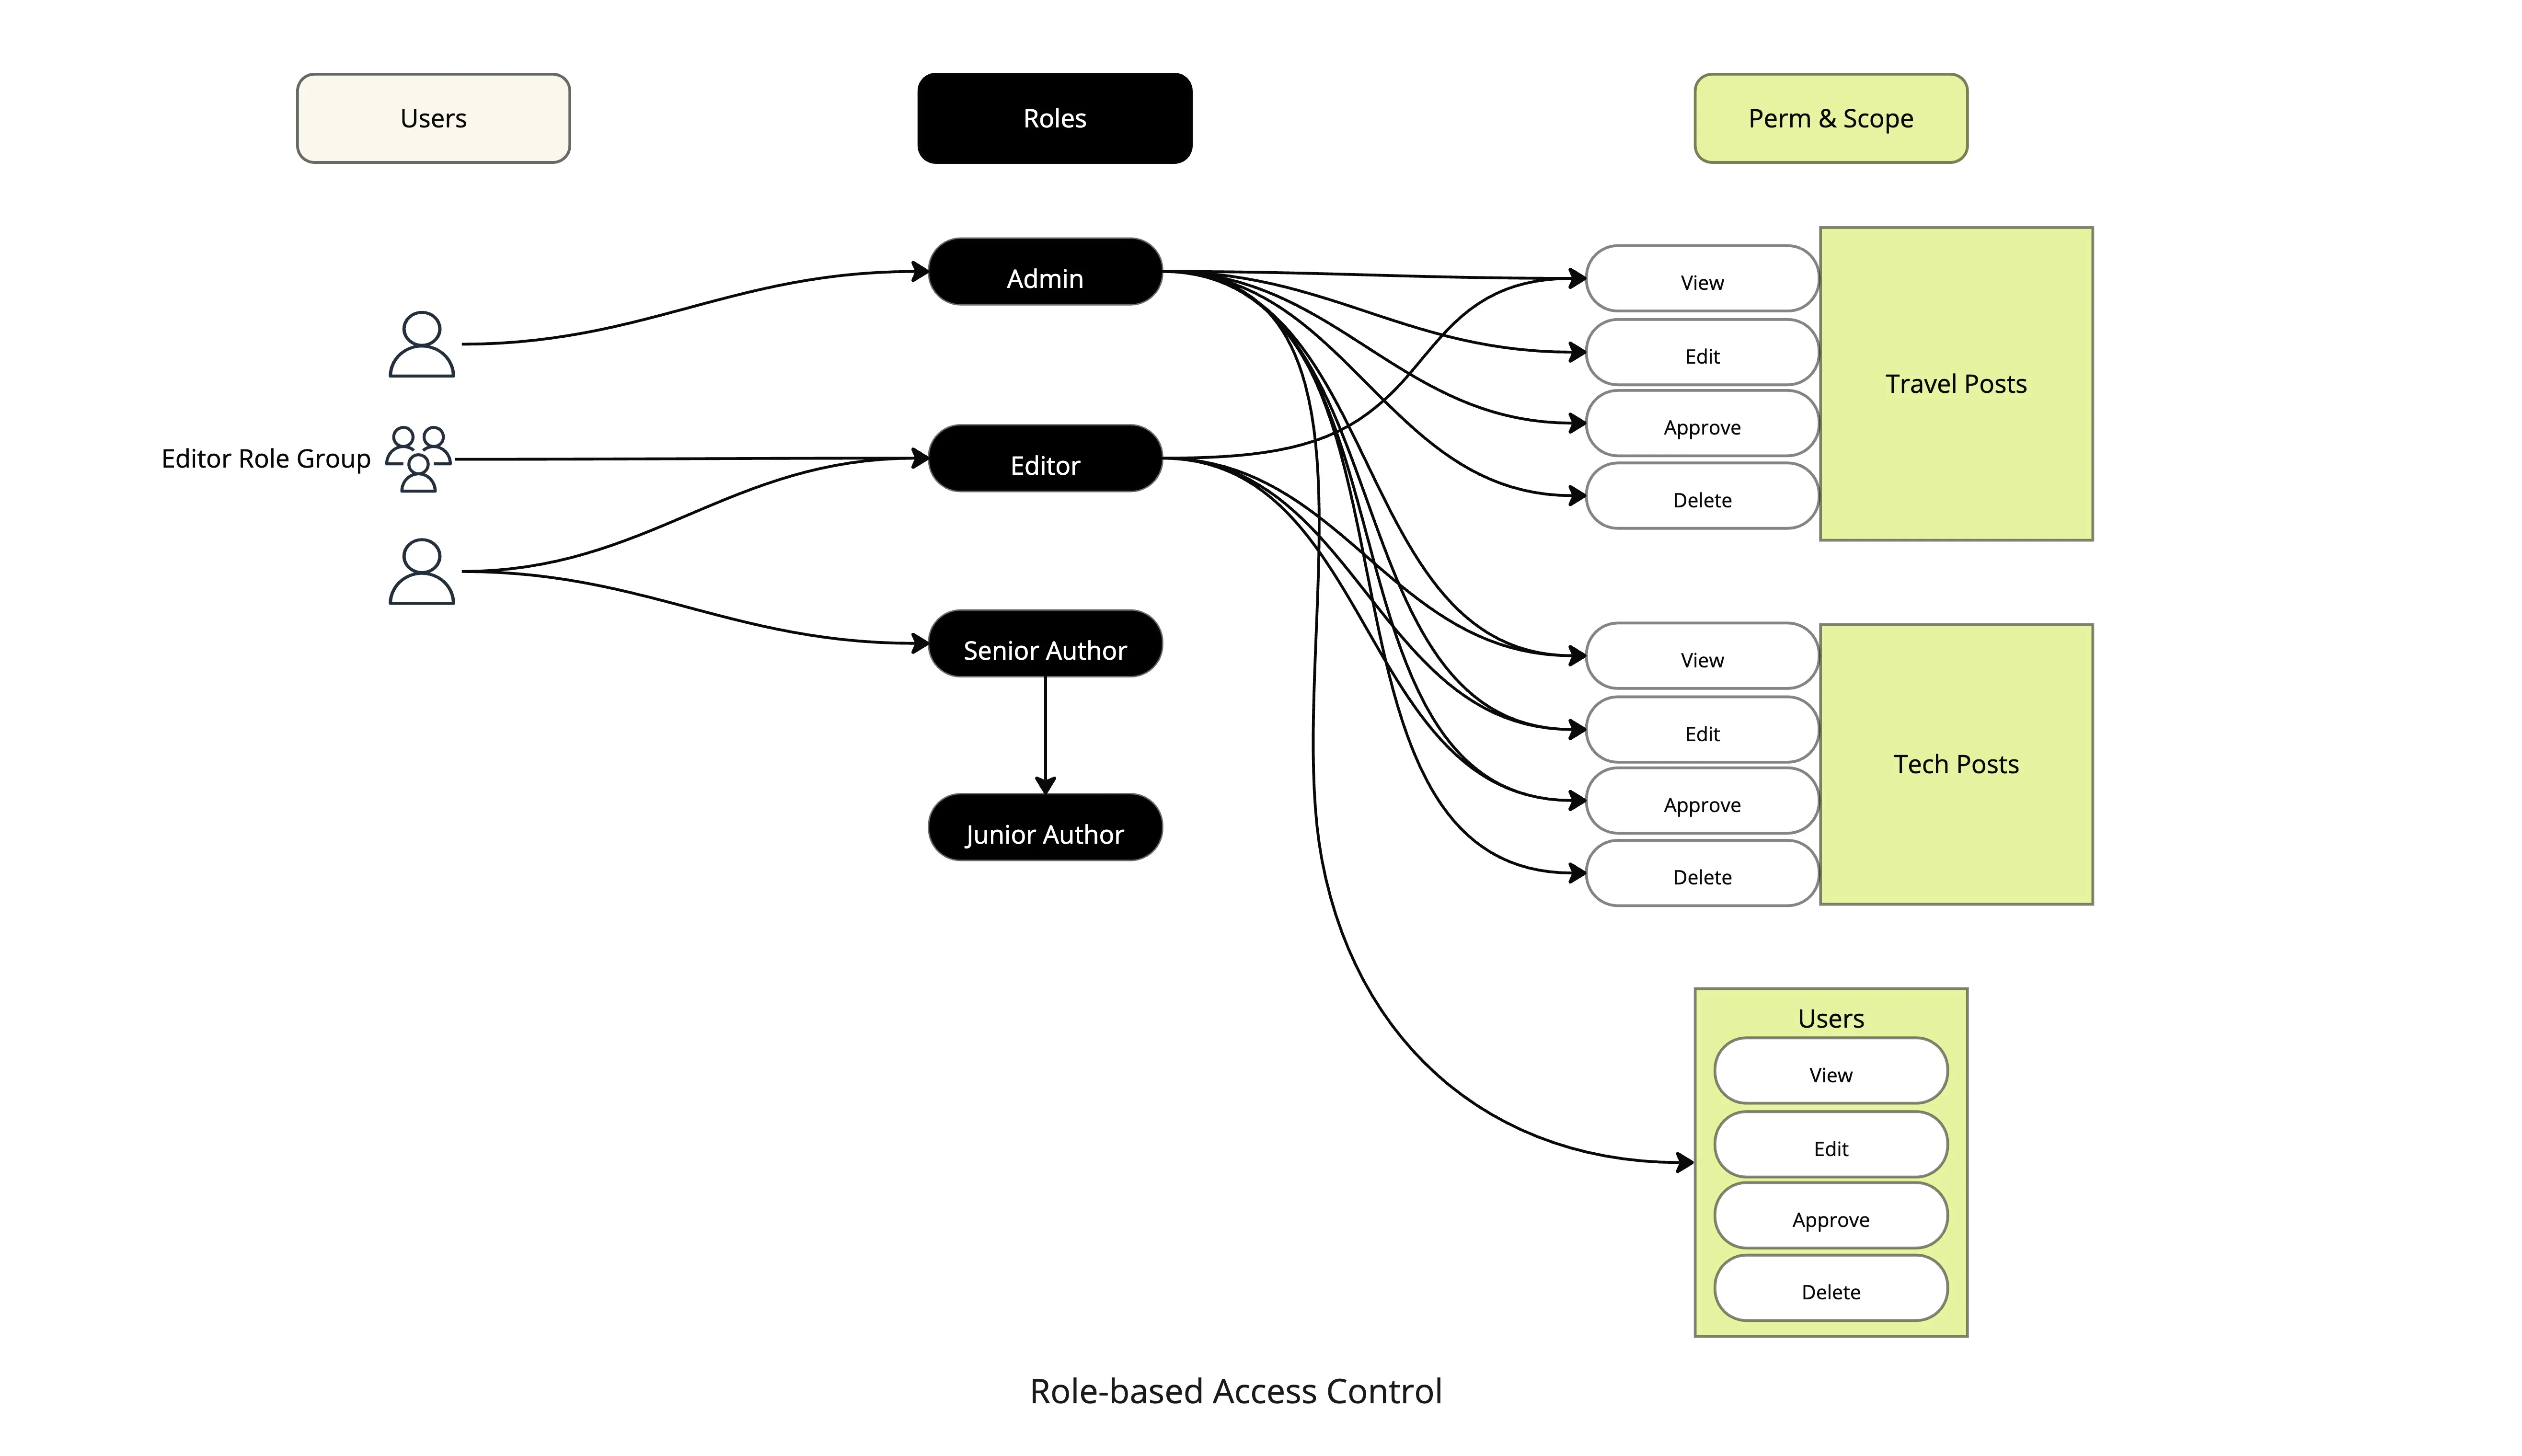 Users
Roles
Perm & Scope
Admin
Editor Role Group
Editor
Senior Author
Junior Author
View
Edit
Approve
Delete
Travel Posts
View
Edit
Approve
Delete
Tech Posts
Users
View
Edit
Approve
Delete
Role-based Access Control